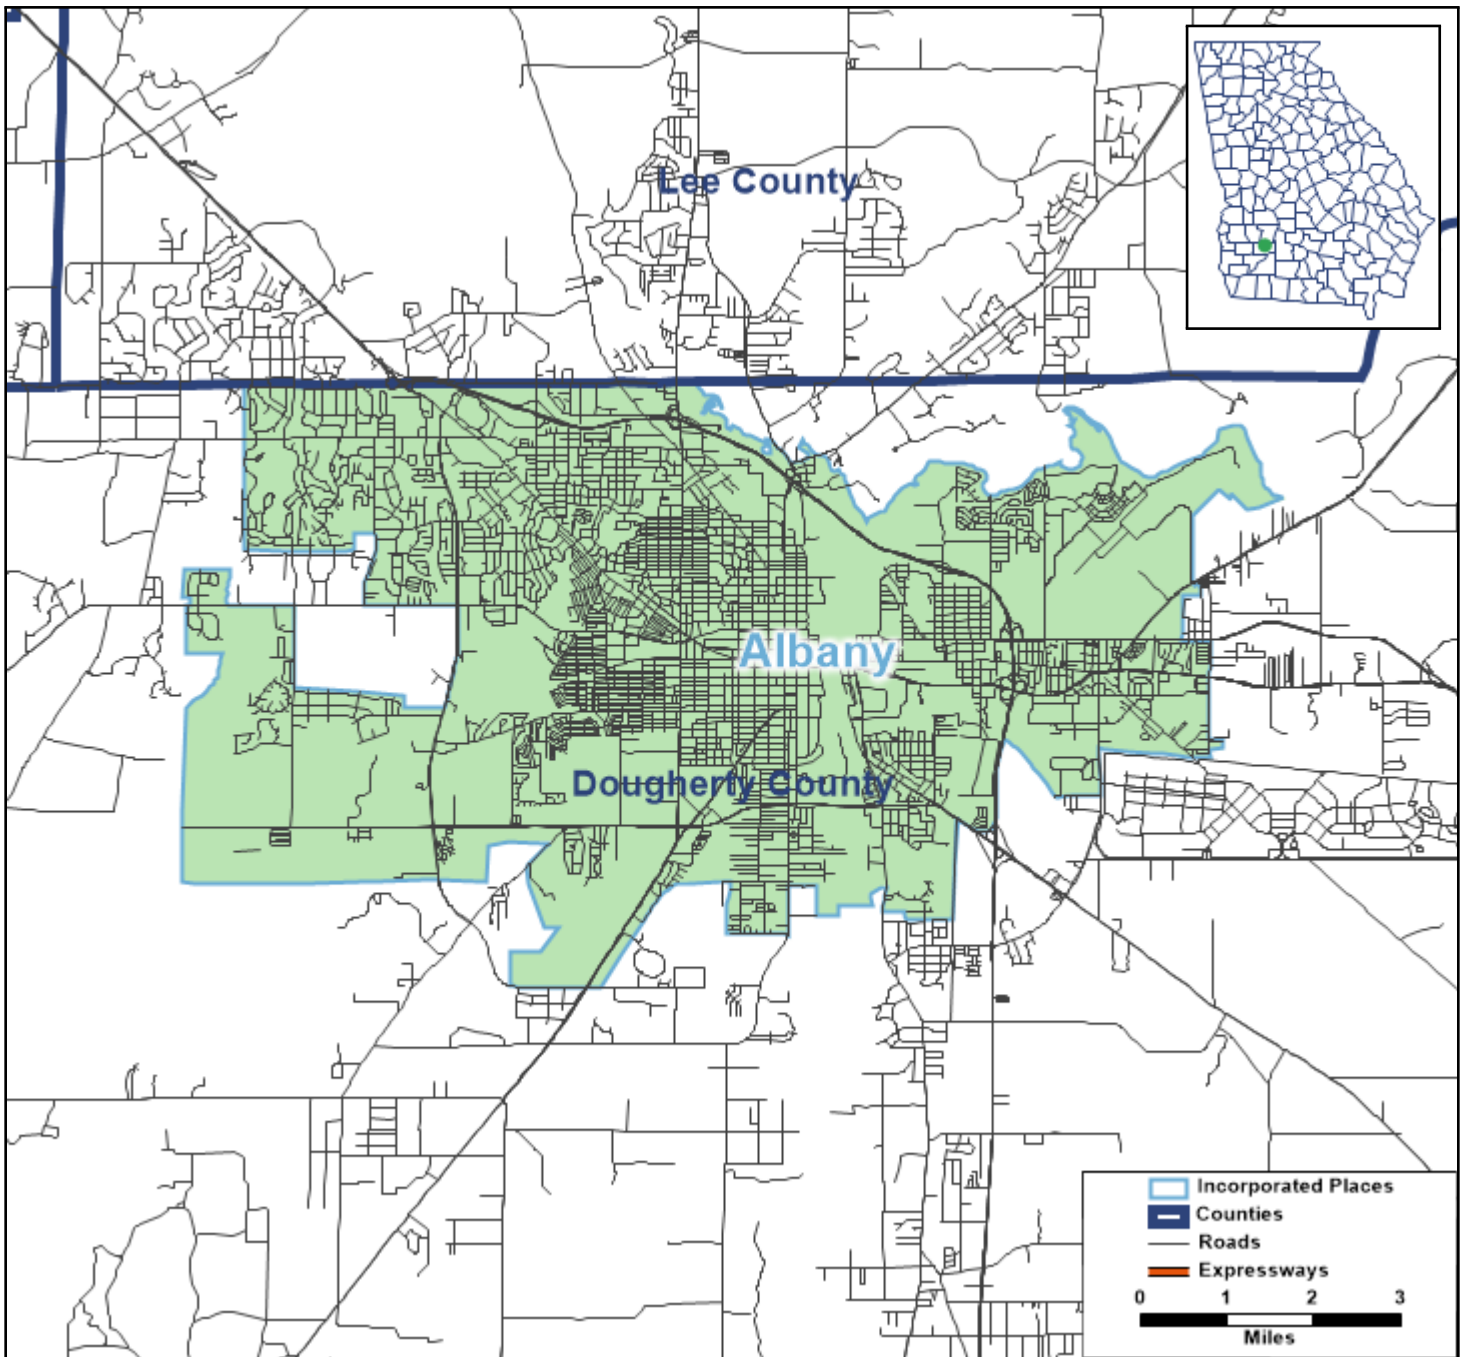 Lee County
Albany
Dougherty County
Incorporated Places
Counties
Roads
Expressways
0 1 2 3
Miles